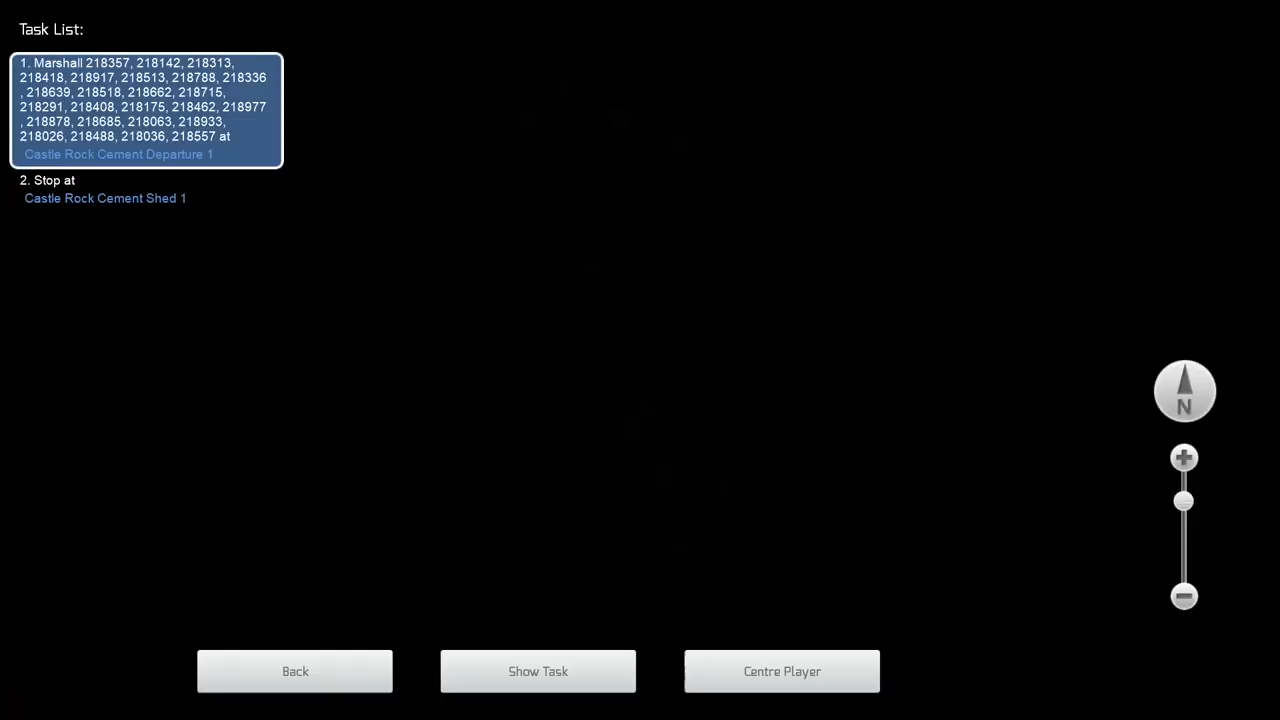 Task List:
1. Marshall 218357, 218142, 218313,
218418, 218917, 218513, 218788, 218336
, 218639, 218518, 218662, 218715,
218291, 218408, 218175, 218462, 218977
, 218878, 218685, 218063, 218933,
218026, 218488, 218036, 218557 at
Castle Rock Cement Departure 1
2. Stop at
Castle Rock Cement Shed 1
N
Back
Show Task
Centre Player